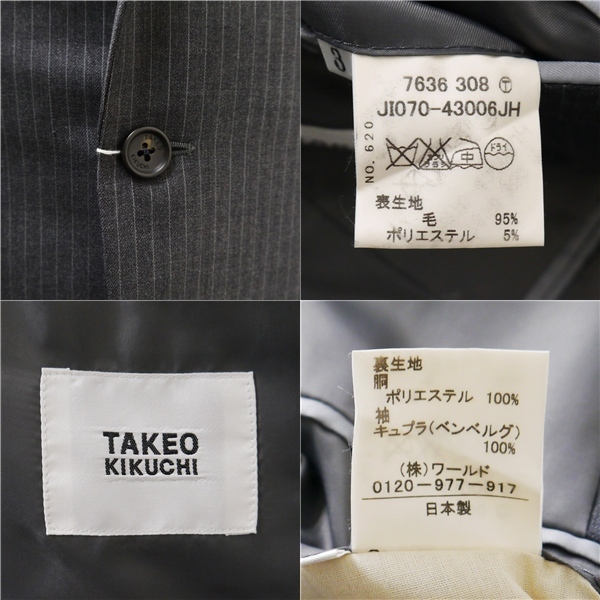 3
7636 308 Ⓣ
JI070-43006JH
NO. 620
中
ドライ
表生地
毛 95%
ポリエステル 5%
TAKEO
KIKUCHI
裏生地
胴
ポリエステル 100%
袖
キュプラ(ベンベルグ)
100%
(株)ワールド
0120-977-917
日本製